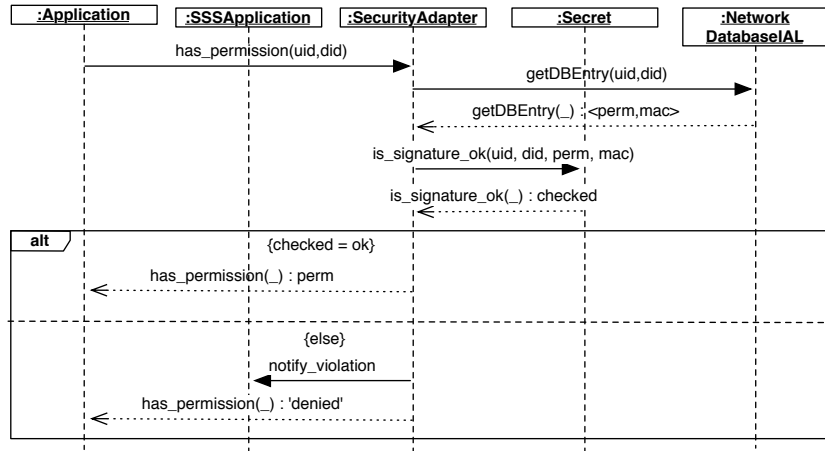 :Application
:SSSApplication
:SecurityAdapter
:Secret
:Network
DatabaseIAL
has_permission(uid,did)
getDBEntry(uid,did)
getDBEntry(_) : <perm,mac>
is_signature_ok(uid, did, perm, mac)
is_signature_ok(_) : checked
alt
{checked = ok}
has_permission(_) : perm
{else}
notify_violation
has_permission(_) : 'denied'